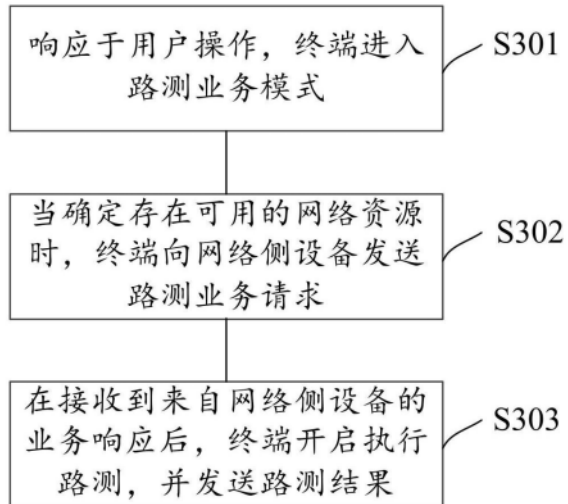 响应于用户操作，终端进入
路测业务模式
S301
当确定存在可用的网络资源
时，终端向网络侧设备发送
路测业务请求
S302
在接收到来自网络侧设备的
业务响应后，终端开启执行
路测，并发送路测结果
S303